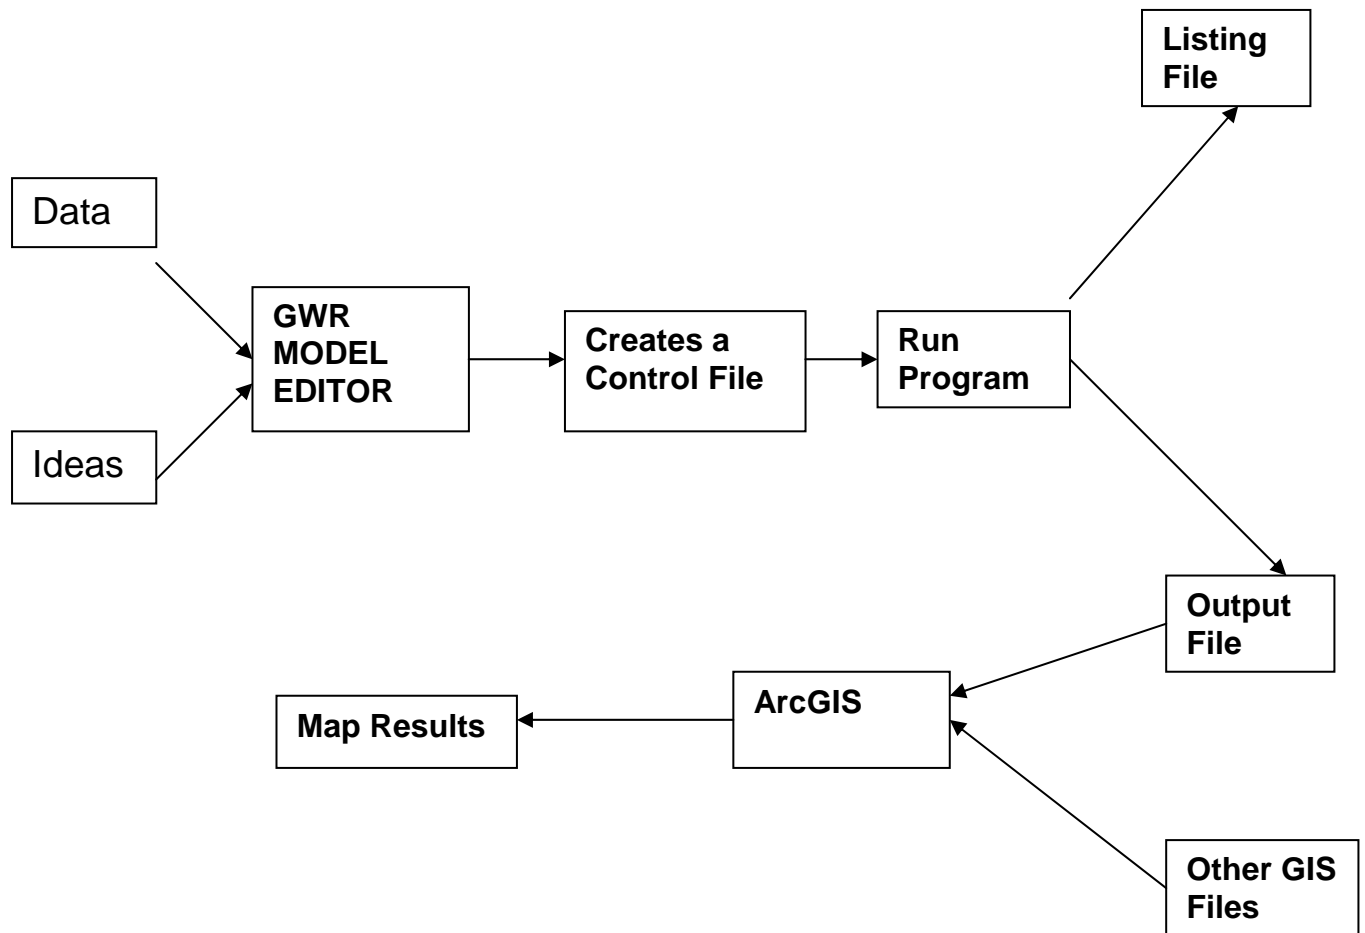 Listing
File
Data
GWR
MODEL
EDITOR
Creates a
Control File
Run
Program
Ideas
Output
File
ArcGIS
Map Results
Other GIS
Files